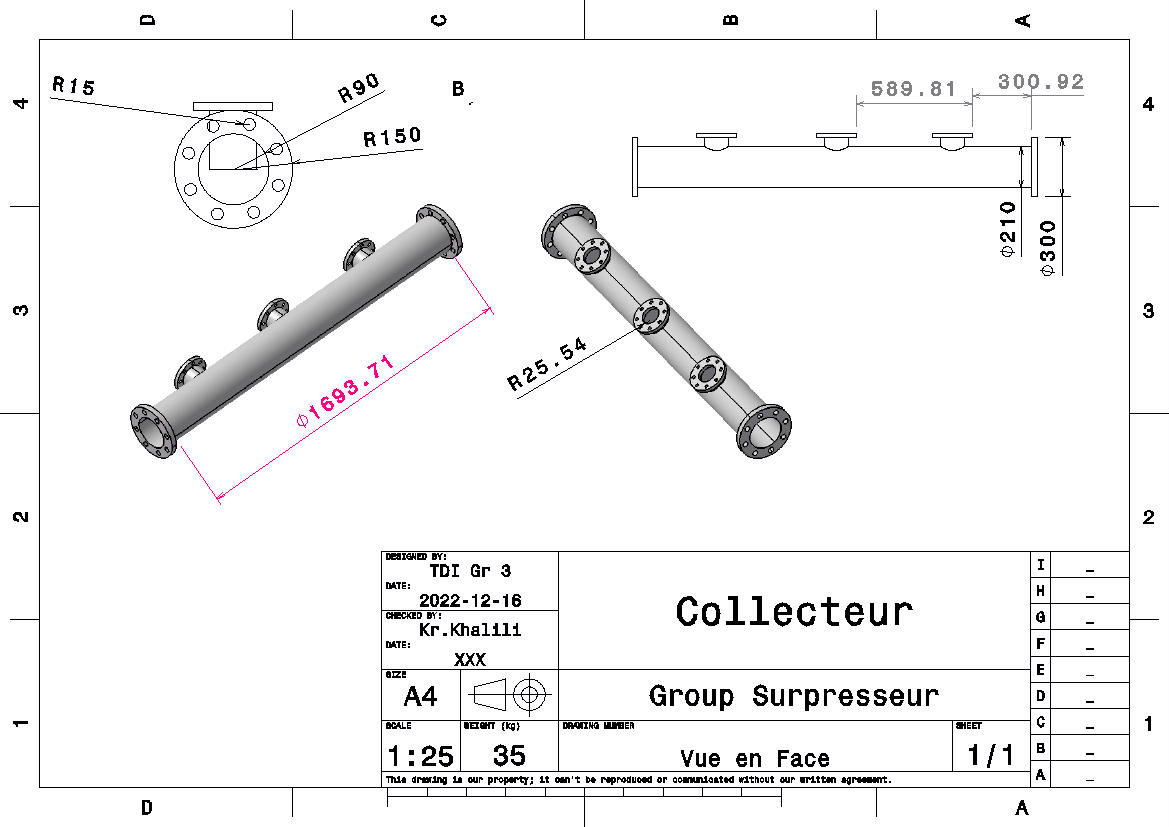 D C B A
4 4
R15
R90
R150
B
589.81
300.92
φ210
φ300
3 3
φ1693.71
R25.54
2 2
DESIGNED BY:
TDI Gr 3
DATE:
2022-12-16
CHECKED BY:
Kr.Khalili
DATE:
XXX
Collecteur
SIZE
A4
Group Surpresseur
SCALE
1:25
WEIGHT (kg)
35
DRAWING NUMBER
Vue en Face
SHEET
1/1
This drawing is our property; it can't be reproduced or communicated without our written agreement.
I _
H _
G _
F _
E _
D _
C _
B _
A _
1 1
D A